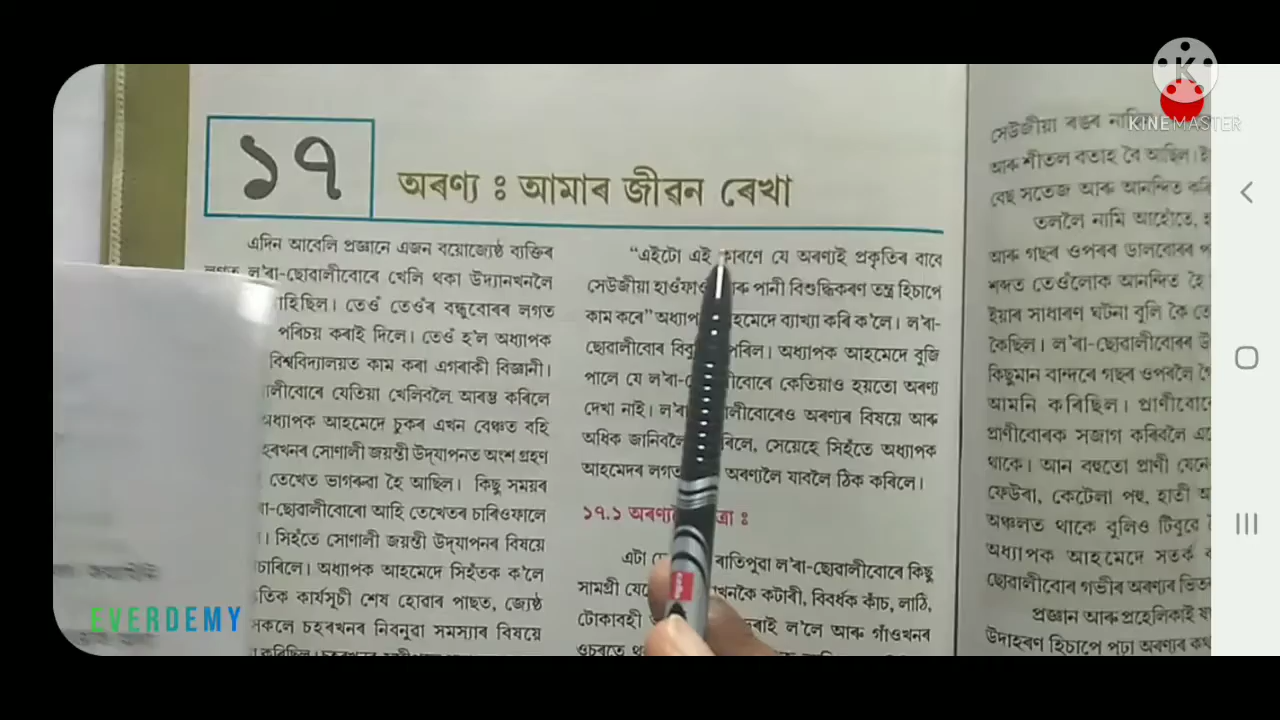 ১৭
অৰণ্য : আমাৰ জীৱন ৰেখা
এদিন আবেলি প্ৰজ্ঞানে এজন বয়োজ্যেষ্ঠ ব্যক্তিৰ
ল'ৰা-ছোৱালীবোৰে খেলি থকা উদ্যানখনলৈ
আহিছিল। তেওঁ তেওঁৰ বন্ধুবোৰৰ লগত
পৰিচয় কৰাই দিলে। তেওঁ হ'ল অধ্যাপক
বিশ্ববিদ্যালয়ত কাম কৰা এগৰাকী বিজ্ঞানী।
যেতিয়া খেলিবলৈ আৰম্ভ কৰিলে
অধ্যাপক আহমেদে চুকৰ এখন বেঞ্চত বহি
সোণালী জয়ন্তী উদ্‌যাপনত অংশ গ্ৰহণ
তেখেত ভাগৰুৱা হৈ আছিল। কিছু সময়ৰ
আহি তেখেতৰ চাৰিওফালে
। সিহঁতে সোণালী জয়ন্তী উদ্‌যাপনৰ বিষয়ে
অধ্যাপক আহমেদে সিহঁতক ক'লে
কাৰ্যসূচী শেষ হোৱাৰ পাছত, জ্যেষ্ঠ
সকলে চহৰখনৰ নিবনুৱা সমস্যাৰ বিষয়ে
“এইটো এই কাৰণে যে অৰণ্যই প্ৰকৃতিৰ বাবে
সেউজীয়া হাওঁফাওঁ আৰু পানী বিশুদ্ধিকৰণ তন্ত্ৰ হিচাপে
কাম কৰে” অধ্যাপক আহমেদে ব্যাখ্যা কৰি ক'লে। ল'ৰা-
ছোৱালীবোৰ পৰিল। অধ্যাপক আহমেদে বুজি
পালে যে কেতিয়াও হয়তো অৰণ্য
দেখা নাই। অৰণ্যৰ বিষয়ে আৰু
অধিক জানিবলৈ সেয়েহে সিহঁতে অধ্যাপক
আহমেদৰ লগত অৰণ্যলৈ যাবলৈ ঠিক কৰিলে।
১৭.১
এটা ৰাতিপুৱা ল'ৰা-ছোৱালীবোৰে কিছু
সামগ্ৰী কটাৰী, বিবৰ্ধক কাঁচ, লাঠি,
টোকাবহী ল'লে আৰু গাঁওখনৰ
ওচৰতে
সেউজীয়া ৰঙৰ
আৰু শীতল বতাহ বৈ আছিল।
বেছ সতেজ আৰু আনন্দিত
তললৈ নামি আহোঁতে,
আৰু গছৰ ওপৰৰ ডালবোৰৰ
শব্দত তেওঁলোক আনন্দিত হৈ
ইয়াৰ সাধাৰণ ঘটনা বুলি কৈ
কৈছিল। ল'ৰা-ছোৱালীবোৰৰ
কিছুমান বান্দৰে গছৰ ওপৰলৈ
আমনি কৰিছিল।
প্ৰাণীবোৰক সজাগ কৰিবলৈ
থাকে। আন বহুতো প্ৰাণী যেনে
ফেউৰা, কেটেলা পহু, হাতী
অঞ্চলত থাকে বুলিও
অধ্যাপক আহমেদে সতৰ্ক
ছোৱালীবোৰ গভীৰ অৰণ্যৰ
প্ৰজ্ঞান আৰু প্ৰহেলিকাই
উদাহৰণ হিচাপে পঢ়া অৰণ্যৰ
EVERDEMY
K
KINEMASTER